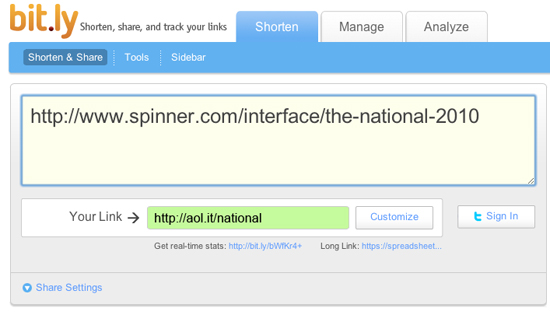 bit.ly Shorten, share, and track your links Shorten Manage Analyze
Shorten & Share Tools Sidebar
http://www.spinner.com/interface/the-national-2010
Your Link → http://aol.it/national Customize Sign In
Get real-time stats: http://bit.ly/bWfKr4+ Long Link: https://spreadsheet...
Share Settings